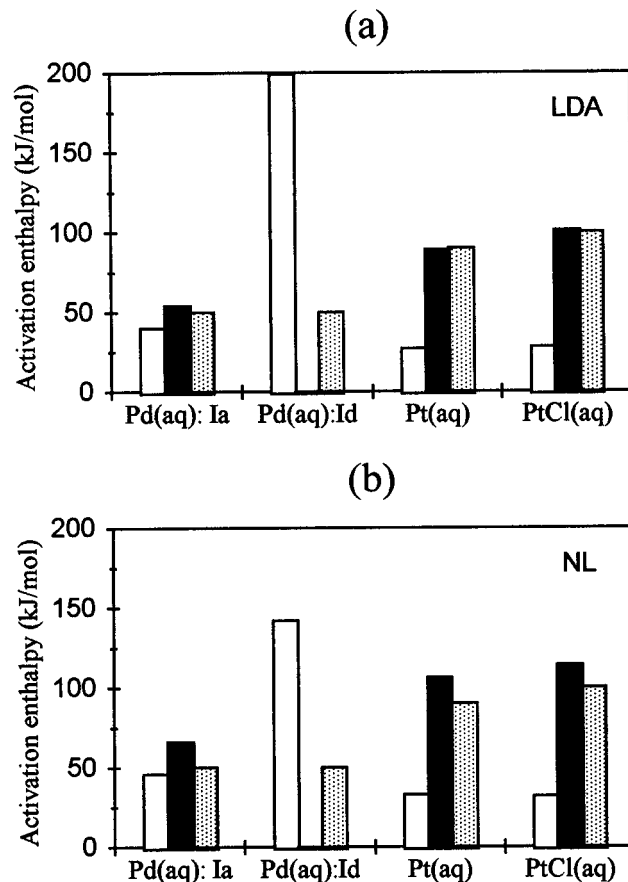 (a)
Activation enthalpy (kJ/mol)
200
150
100
50
0
LDA
Pd(aq): Ia
Pd(aq):Id
Pt(aq)
PtCl(aq)
(b)
Activation enthalpy (kJ/mol)
200
150
100
50
0
NL
Pd(aq): Ia
Pd(aq):Id
Pt(aq)
PtCl(aq)